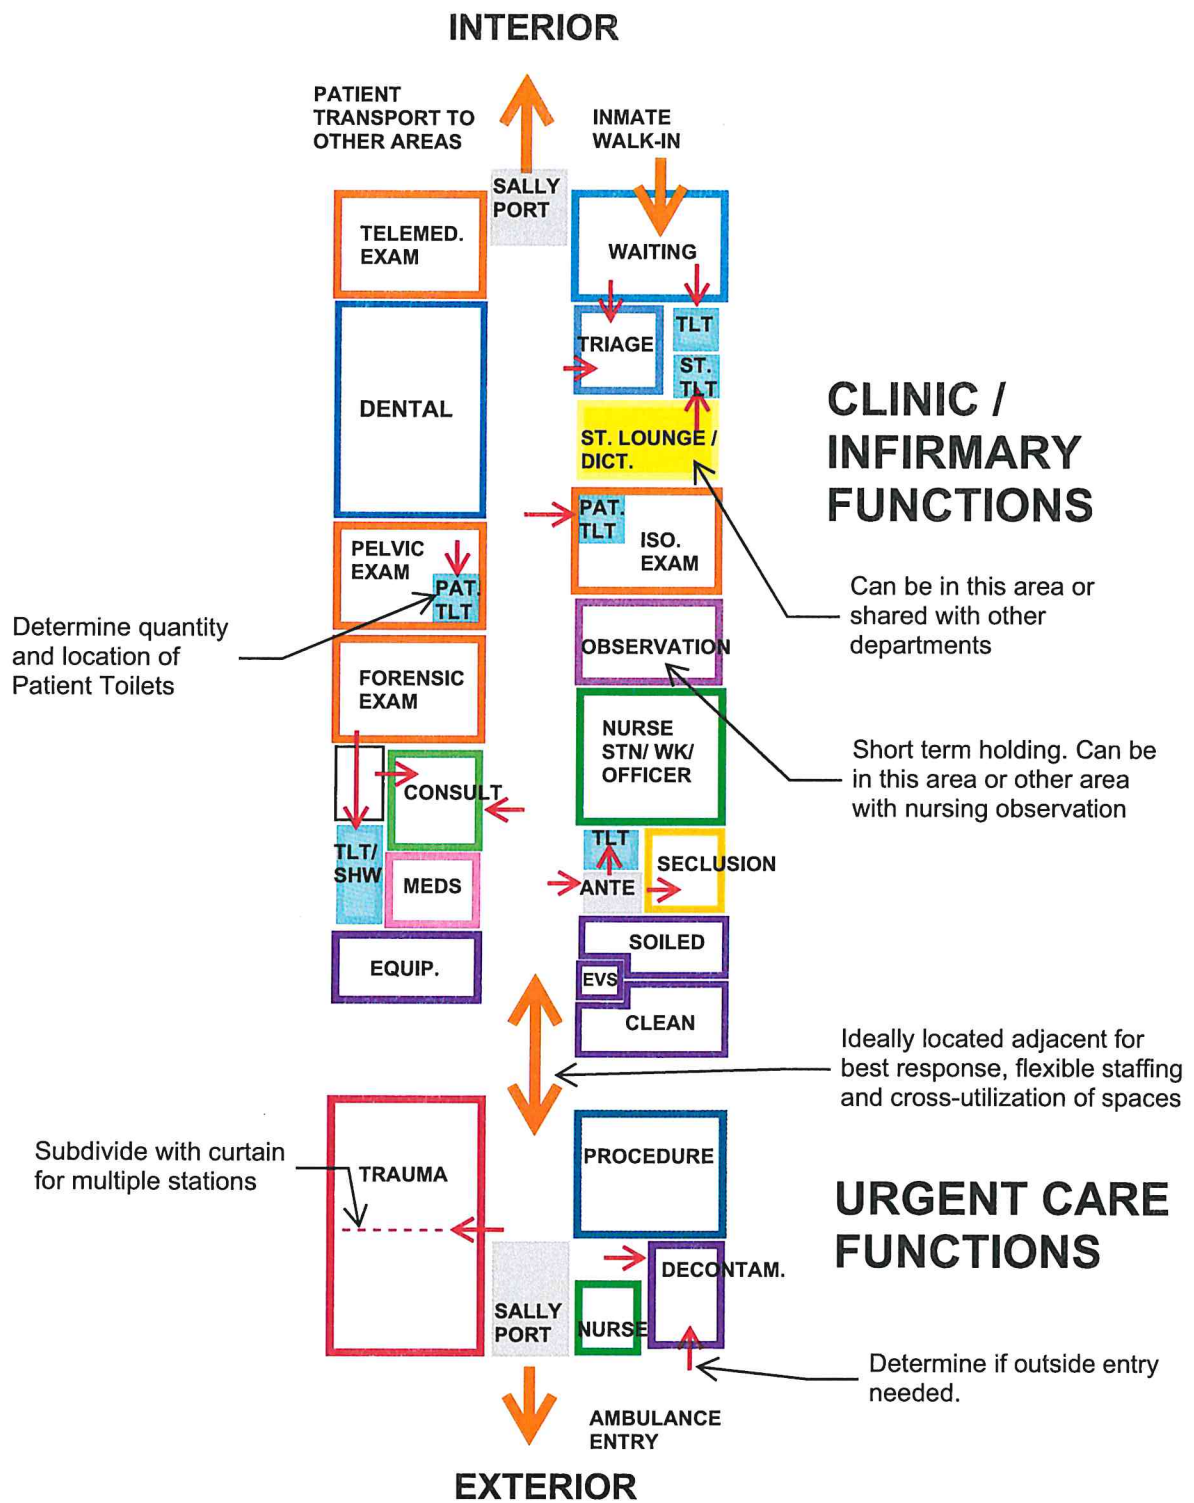 INTERIOR
PATIENT
TRANSPORT TO
OTHER AREAS
INMATE
WALK-IN
SALLY
PORT
TELEMED.
EXAM
WAITING
TRIAGE
TLT
ST.
TLT
DENTAL
ST. LOUNGE /
DICT.
CLINIC /
INFIRMARY
FUNCTIONS
PAT.
TLT
ISO.
EXAM
PELVIC
EXAM
PAT.
TLT
Can be in this area or
shared with other
departments
Determine quantity
and location of
Patient Toilets
OBSERVATION
FORENSIC
EXAM
NURSE
STN/ WK/
OFFICER
Short term holding. Can be
in this area or other area
with nursing observation
CONSULT
TLT/
SHW
MEDS
TLT
ANTE
SECLUSION
EQUIP.
SOILED
EVS
CLEAN
Ideally located adjacent for
best response, flexible staffing
and cross-utilization of spaces
Subdivide with curtain
for multiple stations
TRAUMA
PROCEDURE
URGENT CARE
FUNCTIONS
DECONTAM.
SALLY
PORT
NURSE
Determine if outside entry
needed.
AMBULANCE
ENTRY
EXTERIOR